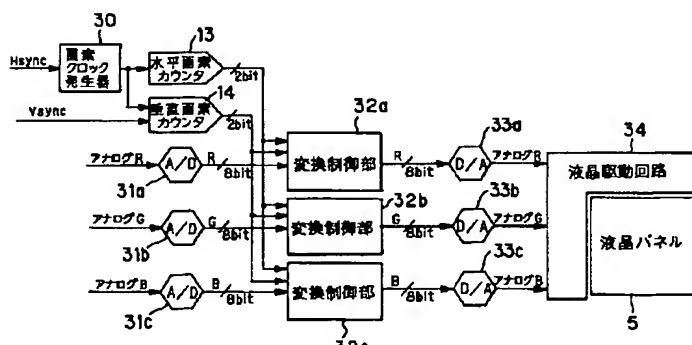 30
Hsync
画素
クロック
発生器
13
水平画素
カウンタ
2bit
14
垂直画素
カウンタ
2bit
Vsync
アナログR
A/D
R
8bit
31a
32a
変換制御部
R
8bit
33a
D/A
アナログR
アナログG
A/D
G
8bit
31b
32b
変換制御部
G
8bit
33b
D/A
アナログG
アナログB
A/D
B
8bit
31c
変換制御部
B
8bit
33c
D/A
アナログB
34
液晶駆動回路
液晶パネル
5